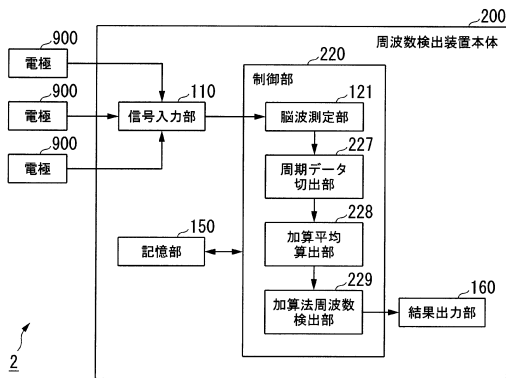 200
周波数検出装置本体
900
電極
900
電極
900
電極
110
信号入力部
220
制御部
121
脳波測定部
227
周期データ
切出部
228
加算平均
算出部
229
加算法周波数
検出部
150
記憶部
160
結果出力部
2